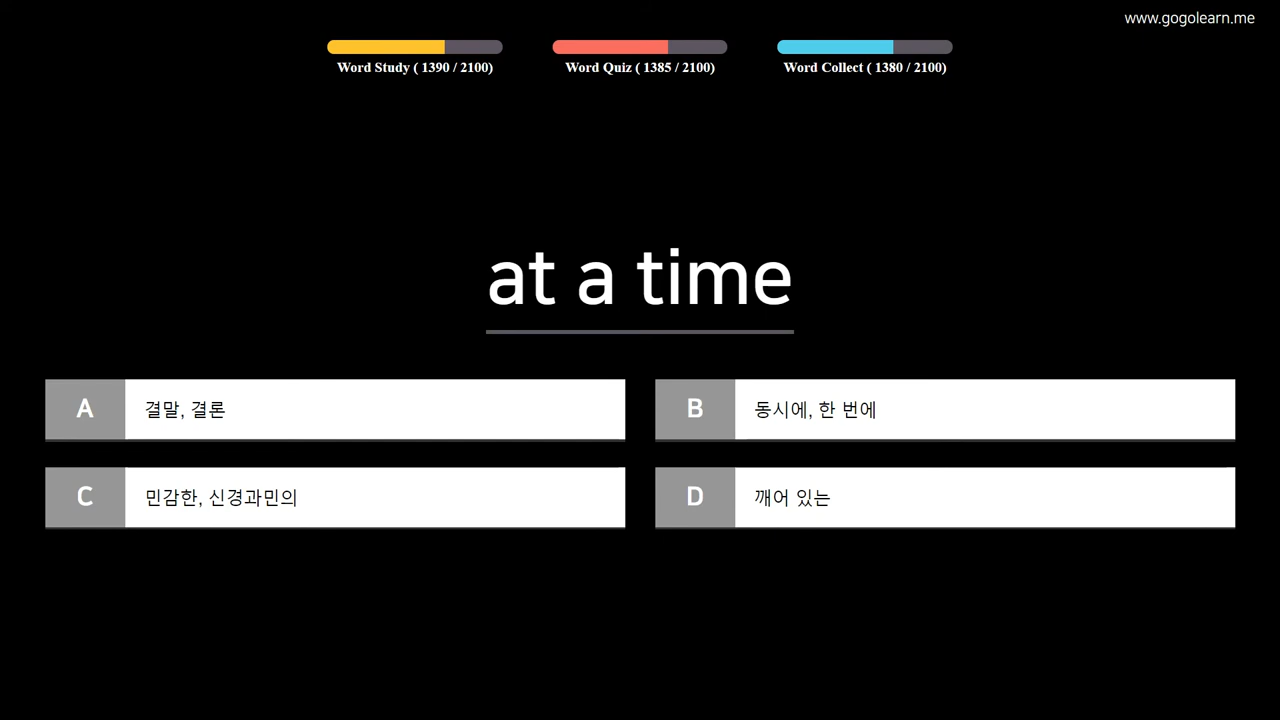 www.gogolearn.me
Word Study ( 1390 / 2100)
Word Quiz ( 1385 / 2100)
Word Collect ( 1380 / 2100)
at a time
A 결말, 결론
B 동시에, 한 번에
C 민감한, 신경과민의
D 깨어 있는